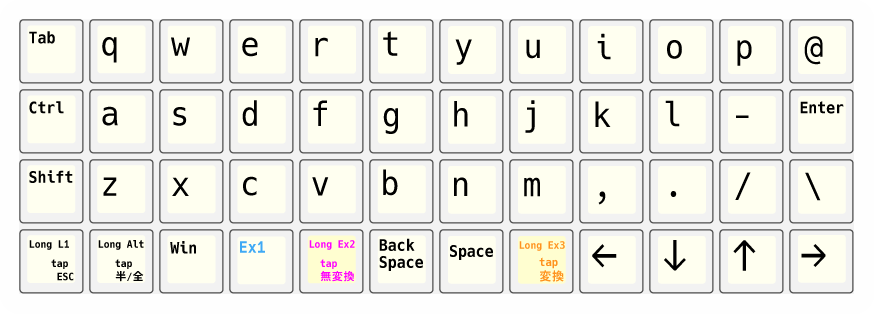 Tab q w e r t y u i o p @
Ctrl a s d f g h j k l - Enter
Shift z x c v b n m , . / \
Long L1 tap ESC
Long Alt tap 半/全
Win
Ex1
Long Ex2 tap 無変換
Back Space
Space
Long Ex3 tap 変換
← ↓ ↑ →